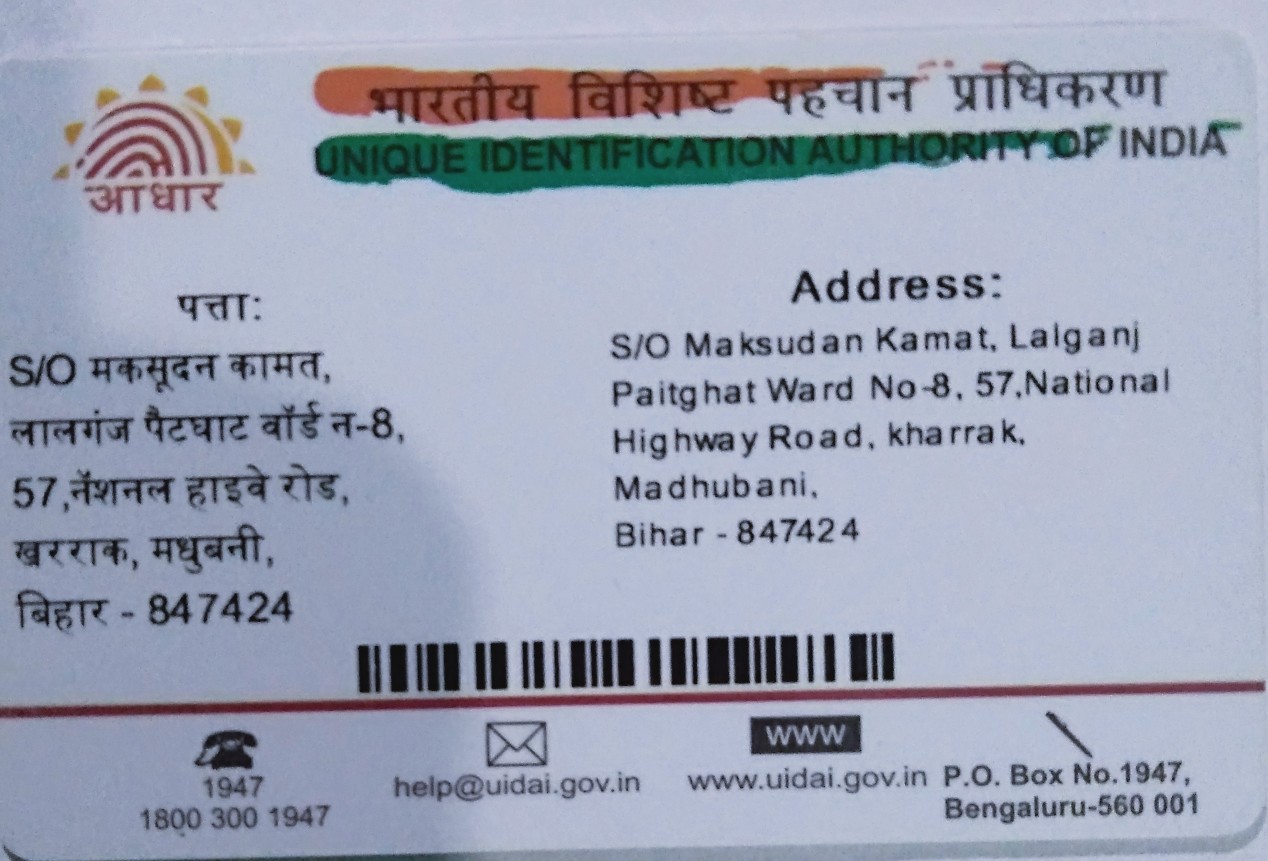 भारतीय विशिष्ट पहचान प्राधिकरण
UNIQUE IDENTIFICATION AUTHORITY OF INDIA
आधार
पत्ता:
S/O मकसूदन कामत,
लालगंज पैटघाट वॉर्ड न-8,
57,नॅशनल हाइवे रोड,
खरराक, मधुबनी,
बिहार - 847424
Address:
S/O Maksudan Kamat, Lalganj
Paitghat Ward No-8, 57,National
Highway Road, kharrak,
Madhubani,
Bihar - 847424
1947
1800 300 1947
help@uidai.gov.in
WWW
www.uidai.gov.in
P.O. Box No.1947,
Bengaluru-560 001